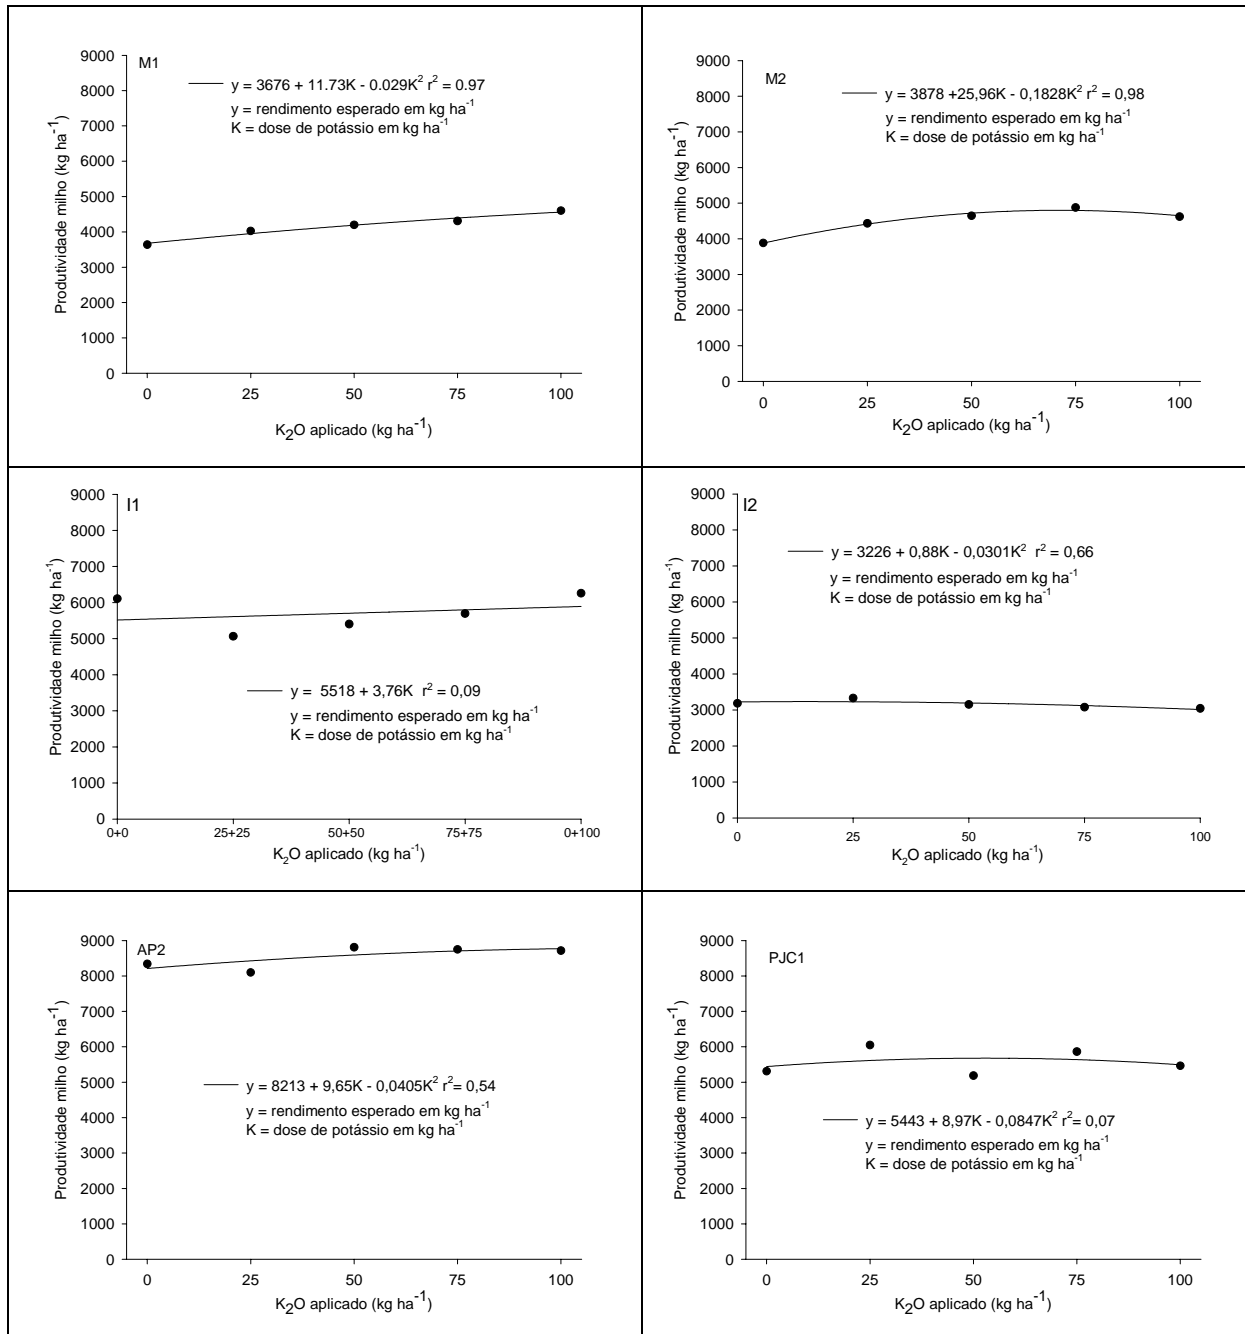 M1
y = 3676 + 11.73K - 0.029K² r² = 0.97
y = rendimento esperado em kg ha⁻¹
K = dose de potássio em kg ha⁻¹
Produtividade milho (kg ha⁻¹)
9000
8000
7000
6000
5000
4000
3000
2000
1000
0
0 25 50 75 100
K₂O aplicado (kg ha⁻¹)
M2
y = 3878 +25,96K - 0,1828K² r² = 0,98
y = rendimento esperado em kg ha⁻¹
K = dose de potássio em kg ha⁻¹
Pordutividade milho (kg ha⁻¹)
9000
8000
7000
6000
5000
4000
3000
2000
1000
0
0 25 50 75 100
K₂O aplicado (kg ha⁻¹)
I1
y = 5518 + 3,76K r² = 0,09
y = rendimento esperado em kg ha⁻¹
K = dose de potássio em kg ha⁻¹
Produtividade milho (kg ha⁻¹)
9000
8000
7000
6000
5000
4000
3000
2000
1000
0
0+0 25+25 50+50 75+75 0+100
K₂O aplicado (kg ha⁻¹)
I2
y = 3226 + 0,88K - 0,0301K² r² = 0,66
y = rendimento esperado em kg ha⁻¹
K = dose de potássio em kg ha⁻¹
Produtividade milho (kg ha⁻¹)
9000
8000
7000
6000
5000
4000
3000
2000
1000
0
0 25 50 75 100
K₂O aplicado (kg ha⁻¹)
AP2
y = 8213 + 9,65K - 0,0405K² r²= 0,54
y = rendimento esperado em kg ha⁻¹
K = dose de potássio em kg ha⁻¹
Produtividade milho (kg ha⁻¹)
9000
8000
7000
6000
5000
4000
3000
2000
1000
0
0 25 50 75 100
K₂O aplicado (kg ha⁻¹)
PJC1
y = 5443 + 8,97K - 0,0847K² r²= 0,07
y = rendimento esperado em kg ha⁻¹
K = dose de potássio em kg ha⁻¹
Produtividade milho (kg ha⁻¹)
9000
8000
7000
6000
5000
4000
3000
2000
1000
0
0 25 50 75 100
K₂O aplicado (kg ha⁻¹)